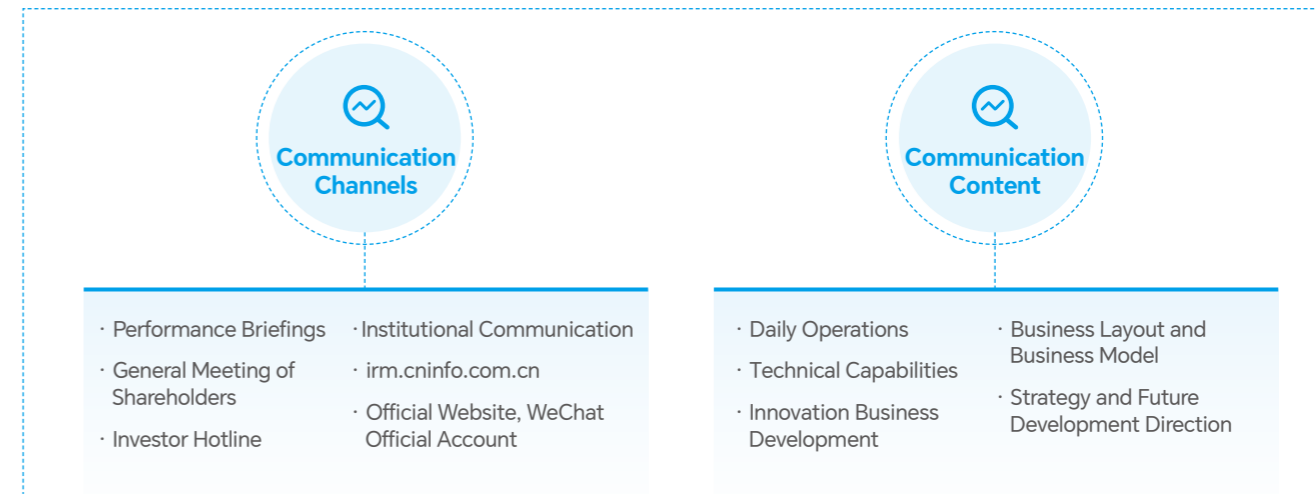 Communication
Channels
· Performance Briefings
· General Meeting of
Shareholders
· Investor Hotline
· Institutional Communication
· irm.cninfo.com.cn
· Official Website, WeChat
Official Account
Communication
Content
· Daily Operations
· Technical Capabilities
· Innovation Business
Development
· Business Layout and
Business Model
· Strategy and Future
Development Direction